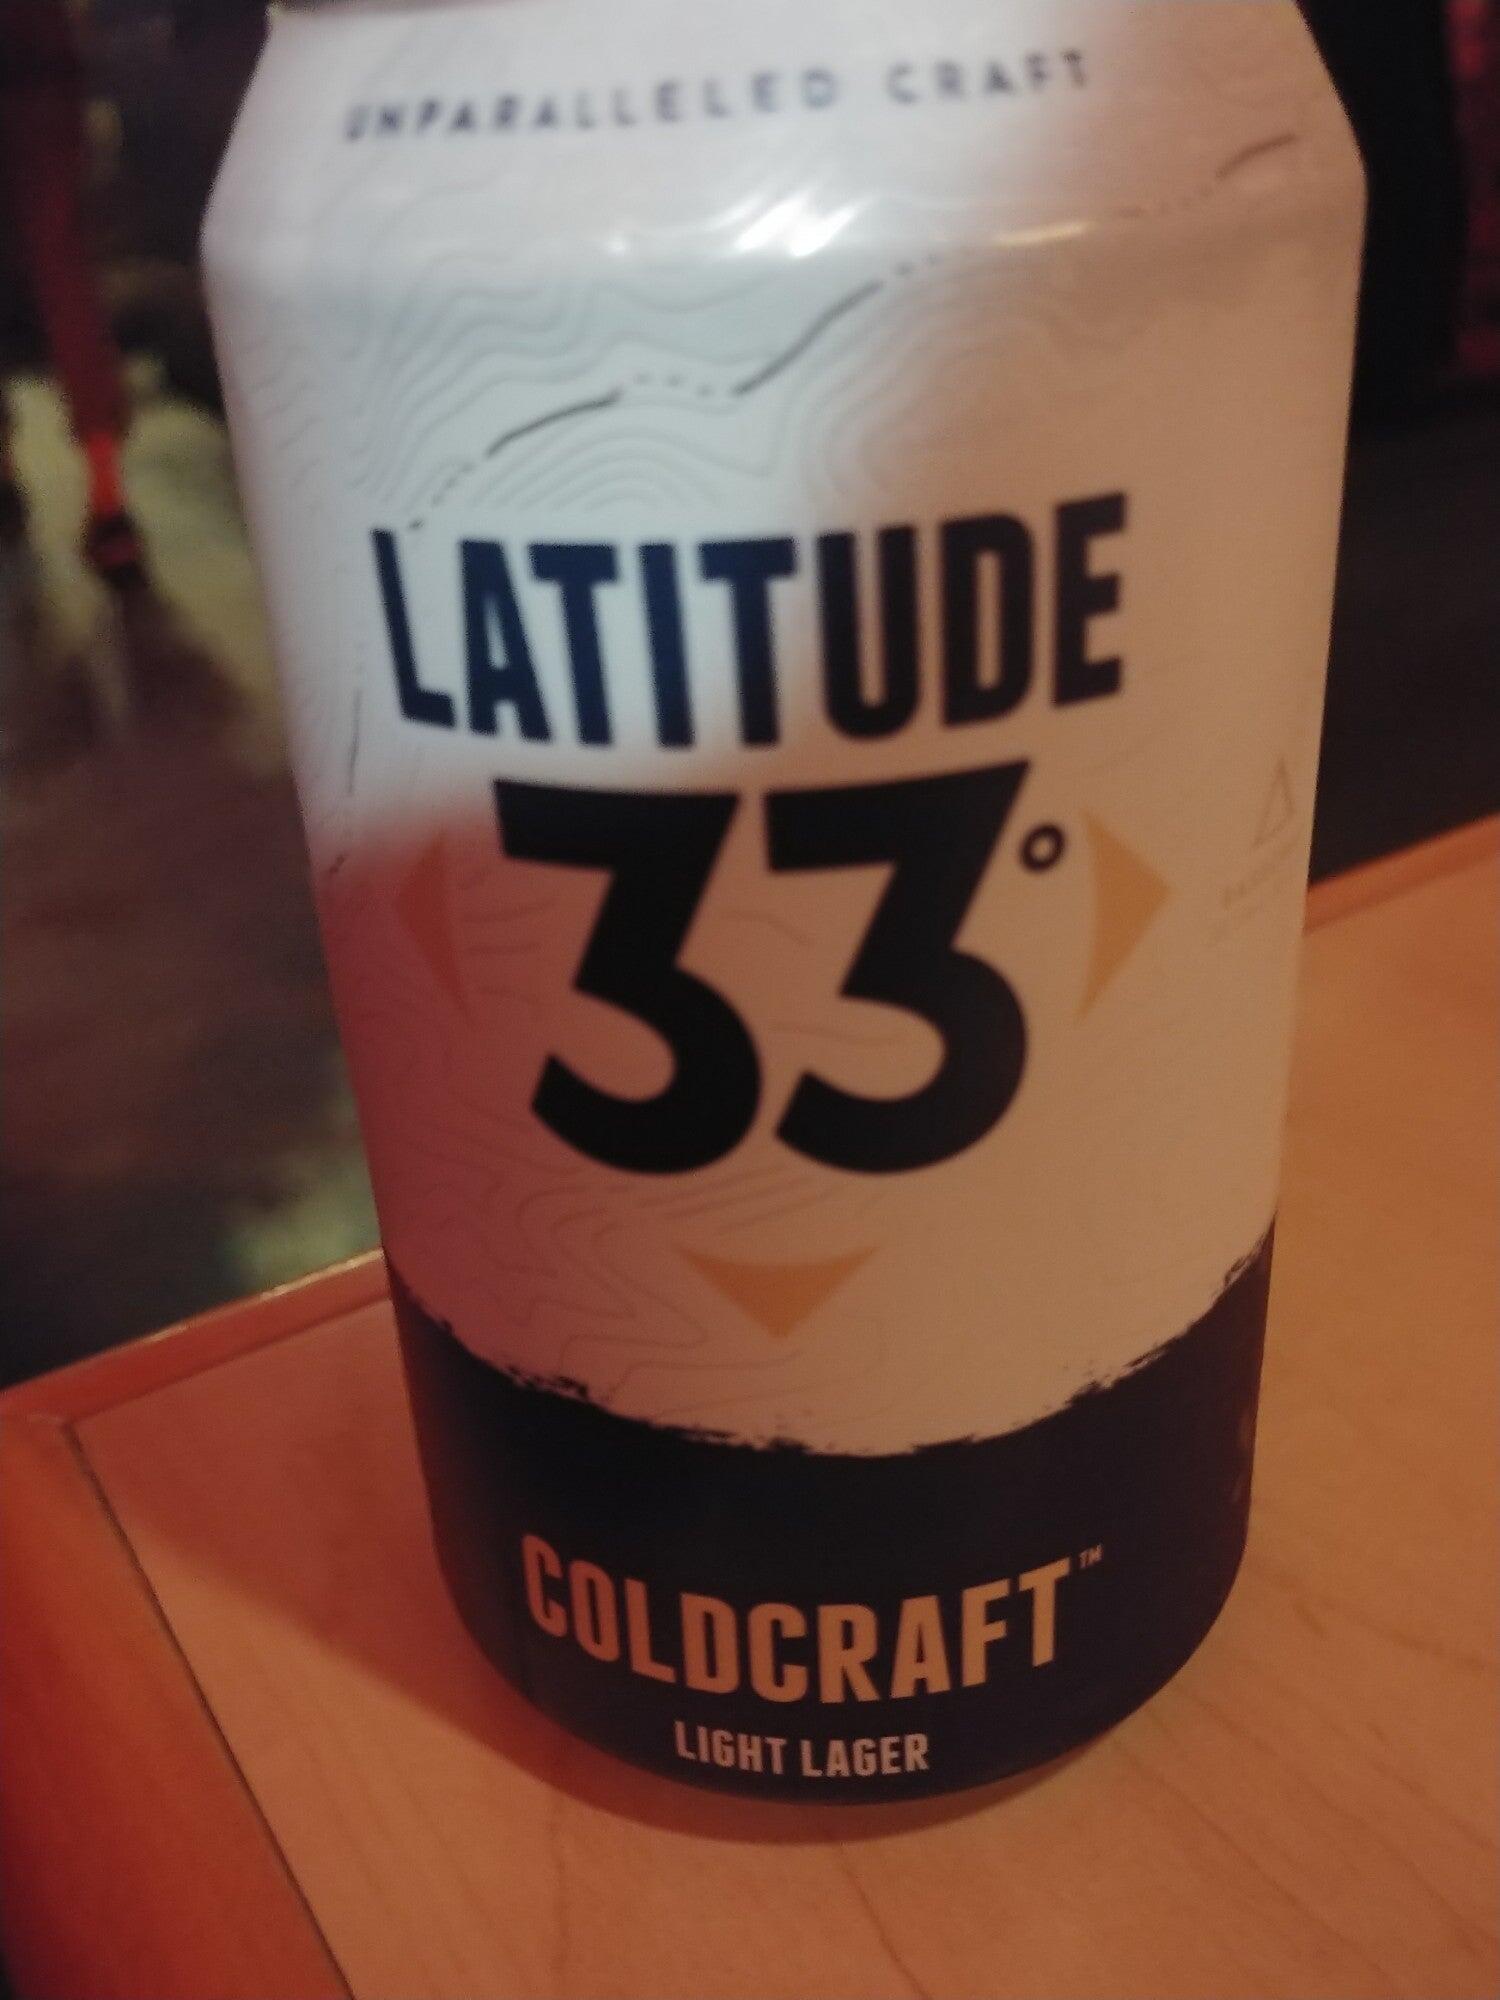 UNPARALLELED CRAFT
LATITUDE
33°
COLDCRAFT™
LIGHT LAGER